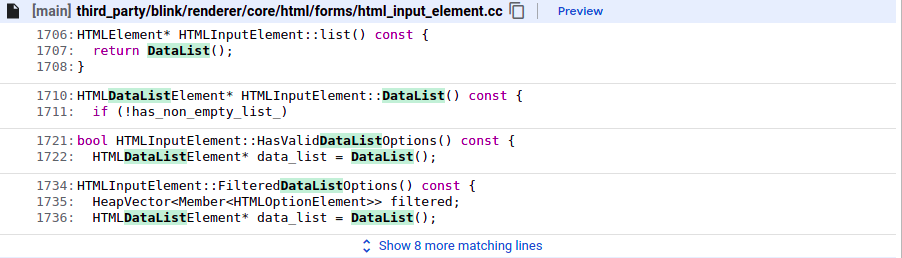 [main] third_party/blink/renderer/core/html/forms/html_input_element.cc Preview
1706: HTMLElement* HTMLInputElement::list() const {
1707:   return DataList();
1708: }
1710: HTMLDataListElement* HTMLInputElement::DataList() const {
1711:   if (!has_non_empty_list_)
1721: bool HTMLInputElement::HasValidDataListOptions() const {
1722:   HTMLDataListElement* data_list = DataList();
1734: HTMLInputElement::FilteredDataListOptions() const {
1735:   HeapVector<Member<HTMLOptionElement>> filtered;
1736:   HTMLDataListElement* data_list = DataList();
Show 8 more matching lines